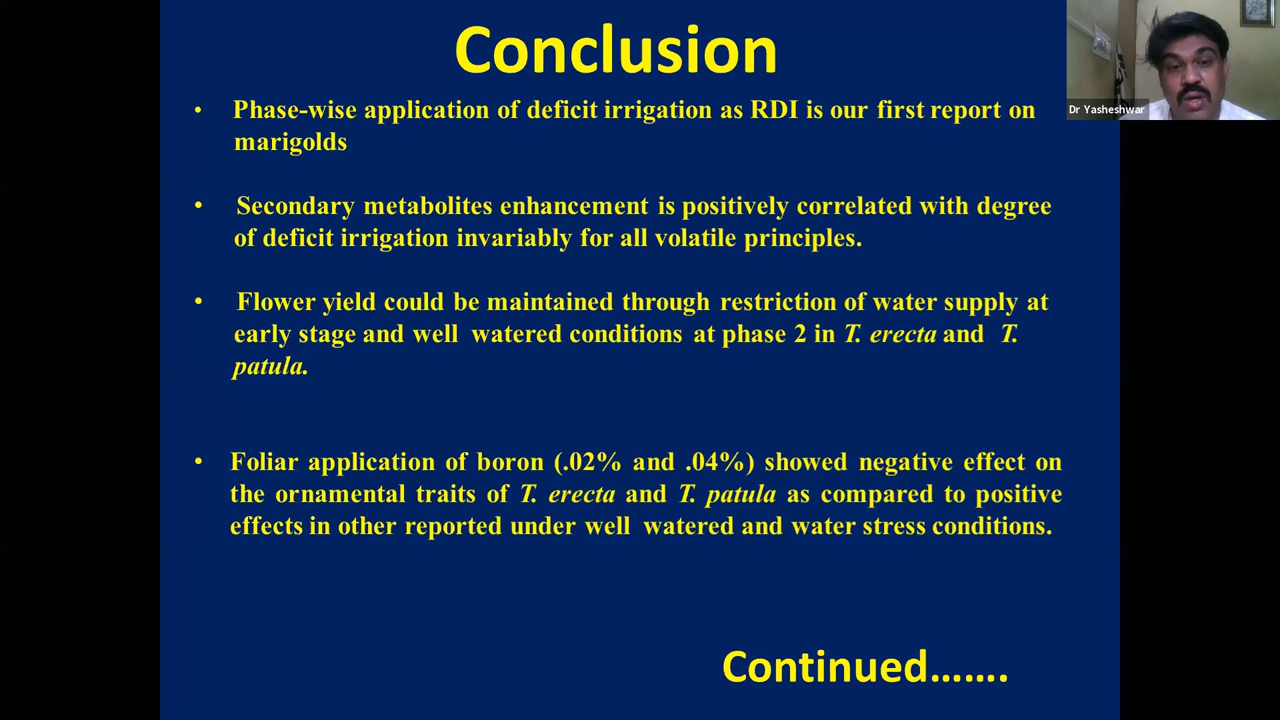 Conclusion
• Phase-wise application of deficit irrigation as RDI is our first report on
marigolds
• Secondary metabolites enhancement is positively correlated with degree
of deficit irrigation invariably for all volatile principles.
• Flower yield could be maintained through restriction of water supply at
early stage and well watered conditions at phase 2 in T. erecta and T.
patula.
• Foliar application of boron (.02% and .04%) showed negative effect on
the ornamental traits of T. erecta and T. patula as compared to positive
effects in other reported under well watered and water stress conditions.
Continued.......
Dr Yasheshwar